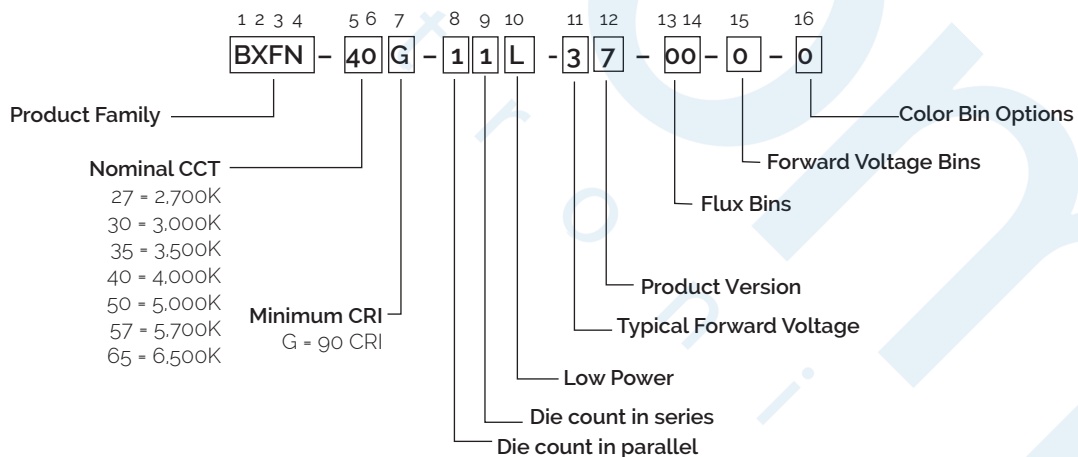 1 2 3 4 5 6 7 8 9 10 11 12 13 14 15 16
BXFN – 40 G – 1 1 L - 3 7 – 00 – 0 – 0
Product Family
Color Bin Options
Nominal CCT
27 = 2,700K
30 = 3,000K
35 = 3,500K
40 = 4,000K
50 = 5,000K
57 = 5,700K
65 = 6,500K
Forward Voltage Bins
Flux Bins
Minimum CRI
G = 90 CRI
Product Version
Typical Forward Voltage
Low Power
Die count in series
Die count in parallel